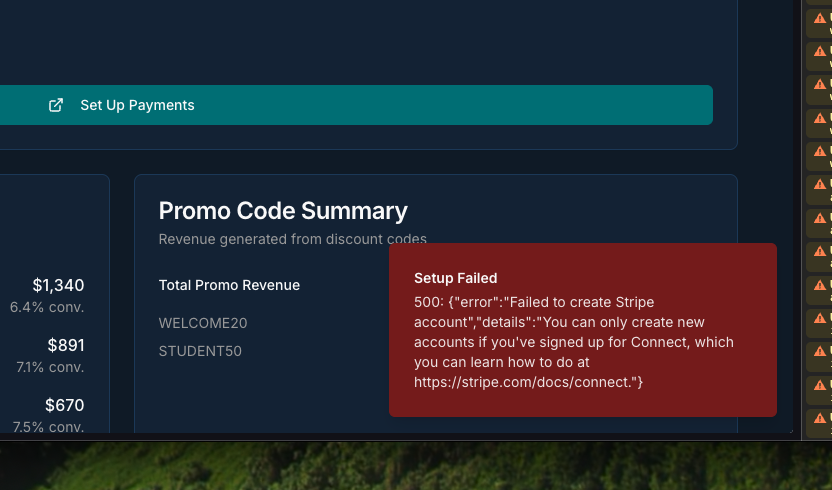 Set Up Payments
Promo Code Summary
Revenue generated from discount codes
$1,340
6.4% conv.
$891
7.1% conv.
$670
7.5% conv.
Total Promo Revenue
WELCOME20
STUDENT50
Setup Failed
500: {"error":"Failed to create Stripe
account","details":"You can only create new
accounts if you've signed up for Connect, which
you can learn how to do at
https://stripe.com/docs/connect."}